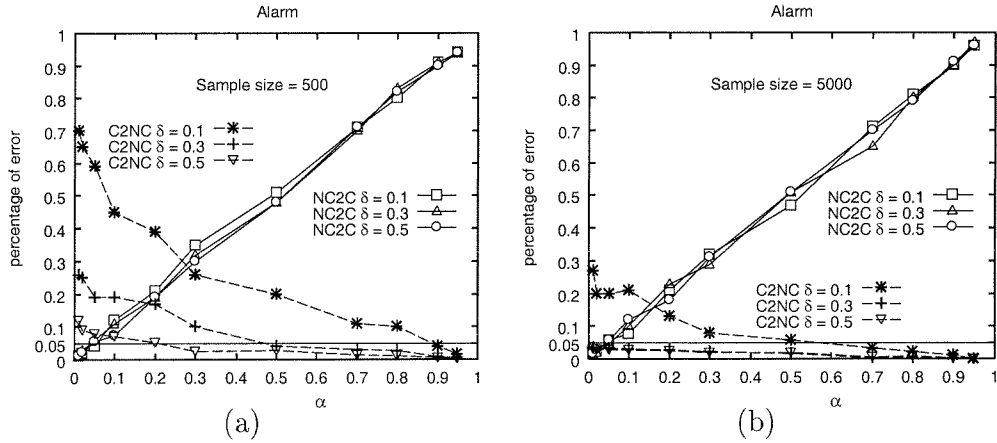 Alarm
1
0.9
0.8
0.7
0.6
0.5
0.4
0.3
0.2
0.1
0.05
0
percentage of error
Sample size = 500
C2NC δ = 0.1
C2NC δ = 0.3
C2NC δ = 0.5
NC2C δ = 0.1
NC2C δ = 0.3
NC2C δ = 0.5
0 0.1 0.2 0.3 0.4 0.5 0.6 0.7 0.8 0.9 1
α
(a)
Alarm
1
0.9
0.8
0.7
0.6
0.5
0.4
0.3
0.2
0.1
0.05
0
percentage of error
Sample size = 5000
NC2C δ = 0.1
NC2C δ = 0.3
NC2C δ = 0.5
C2NC δ = 0.1
C2NC δ = 0.3
C2NC δ = 0.5
0 0.1 0.2 0.3 0.4 0.5 0.6 0.7 0.8 0.9 1
α
(b)